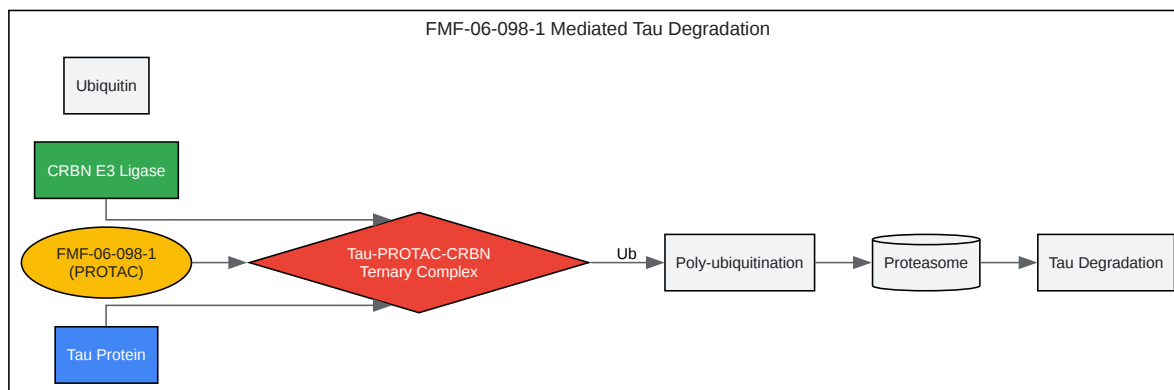 FMF-06-098-1 Mediated Tau Degradation
Ubiquitin
CRBN E3 Ligase
FMF-06-098-1
(PROTAC)
Tau-PROTAC-CRBN
Ternary Complex
Ub
Poly-ubiquitination
Proteasome
Tau Degradation
Tau Protein